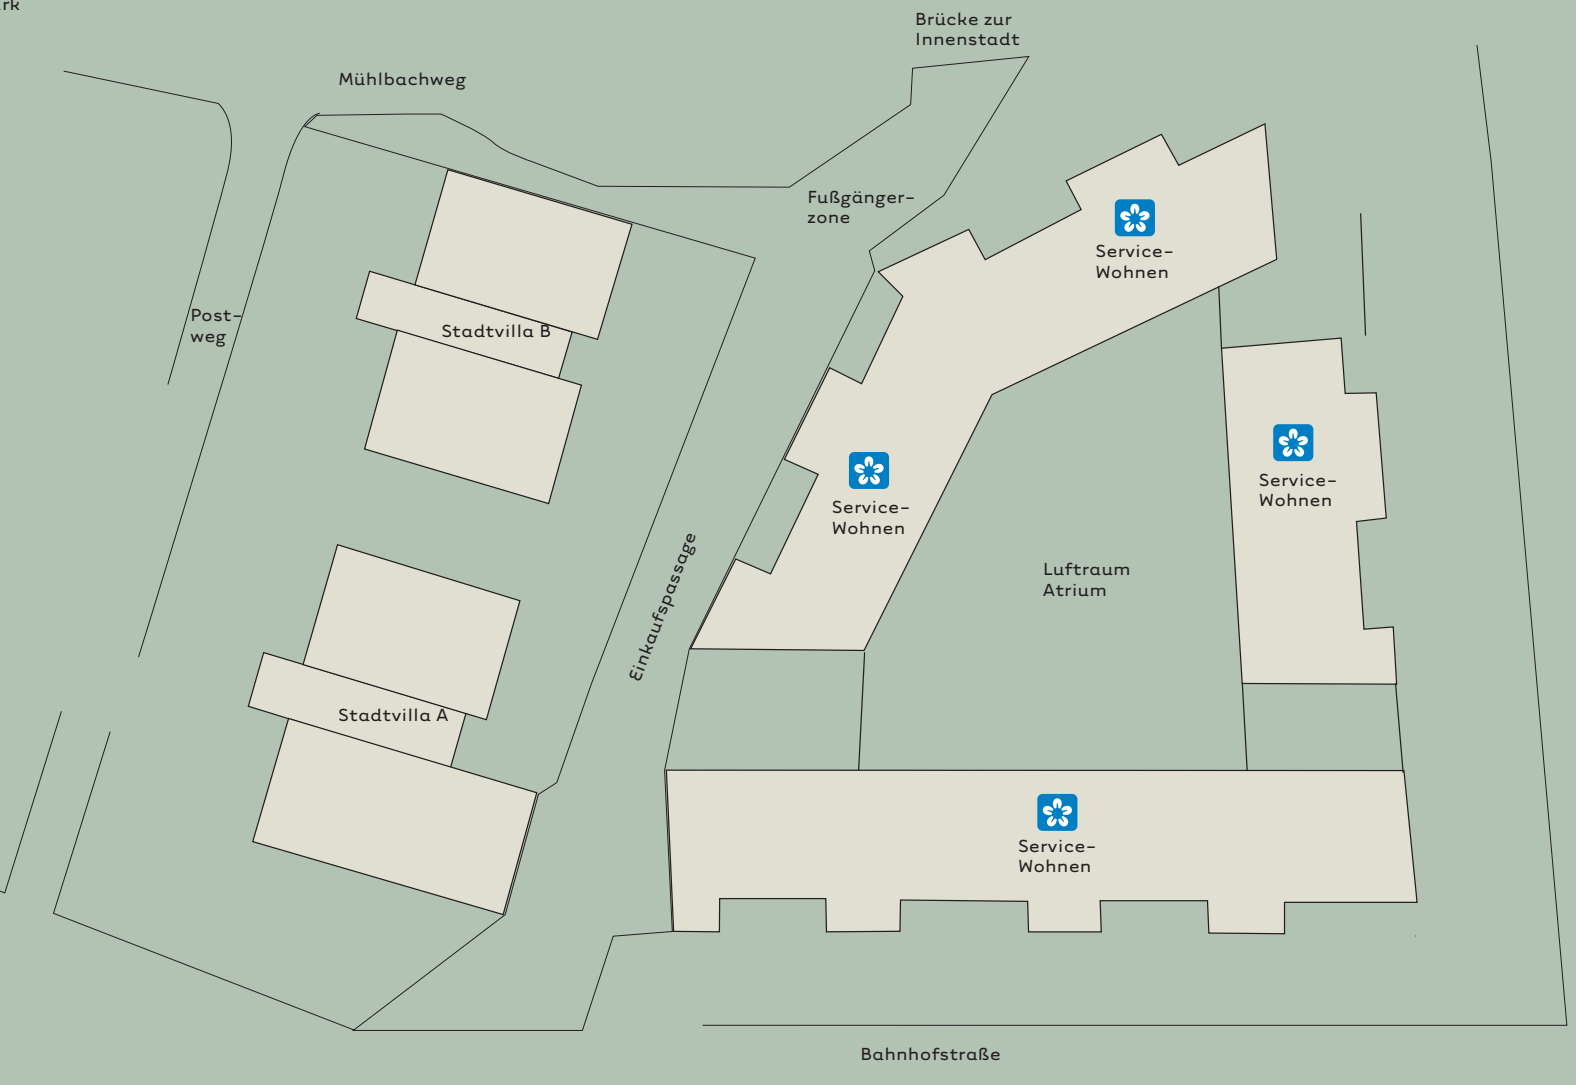 Brücke zur
Innenstadt
Mühlbachweg
Fußgänger-
zone
Service-
Wohnen
Post-
weg
Stadtvilla B
Service-
Wohnen
Service-
Wohnen
Einkaufspassage
Luftraum
Atrium
Stadtvilla A
Service-
Wohnen
Bahnhofstraße